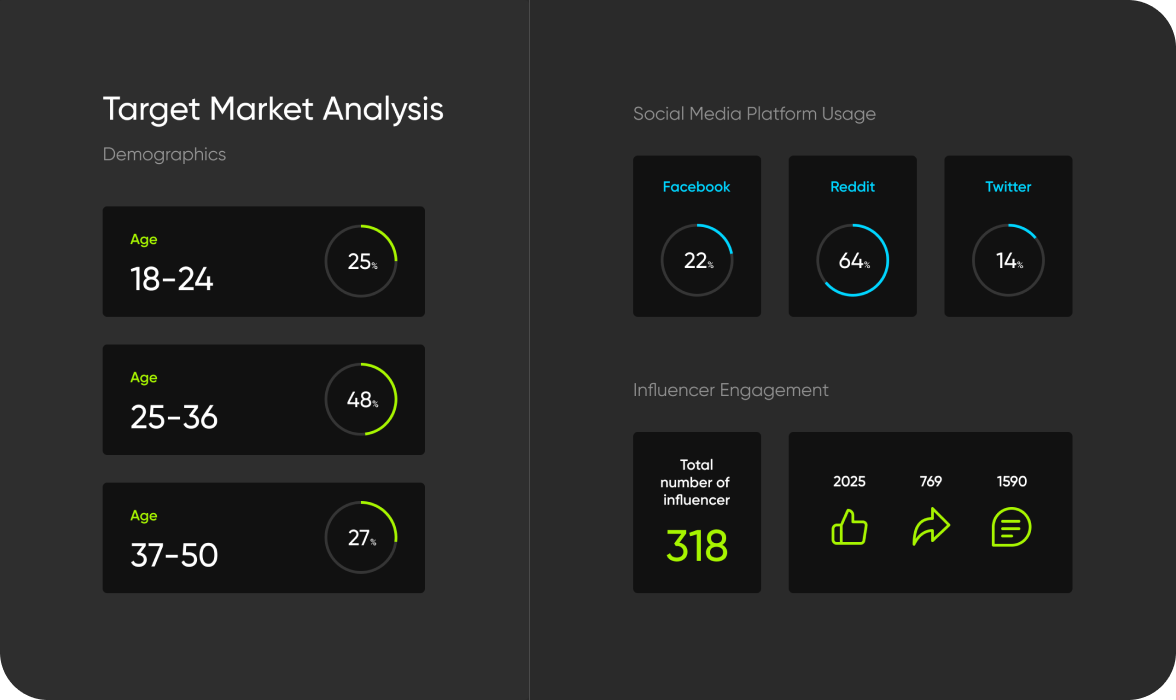 Target Market Analysis
Demographics
Age
18-24
25%
Age
25-36
48%
Age
37-50
27%
Social Media Platform Usage
Facebook
22%
Reddit
64%
Twitter
14%
Influencer Engagement
Total
number of
influencer
318
2025
769
1590